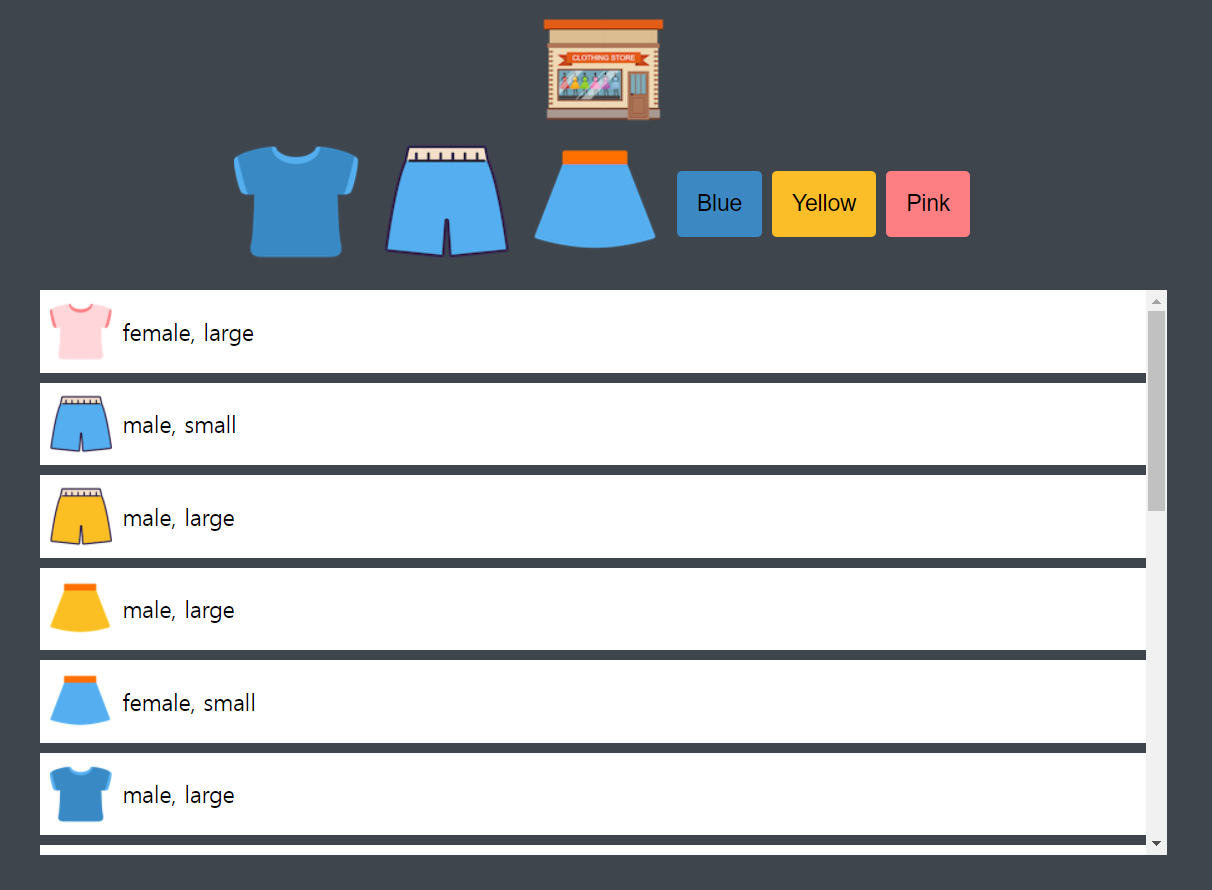 CLOTHING STORE
Blue Yellow Pink
female, large
male, small
male, large
male, large
female, small
male, large